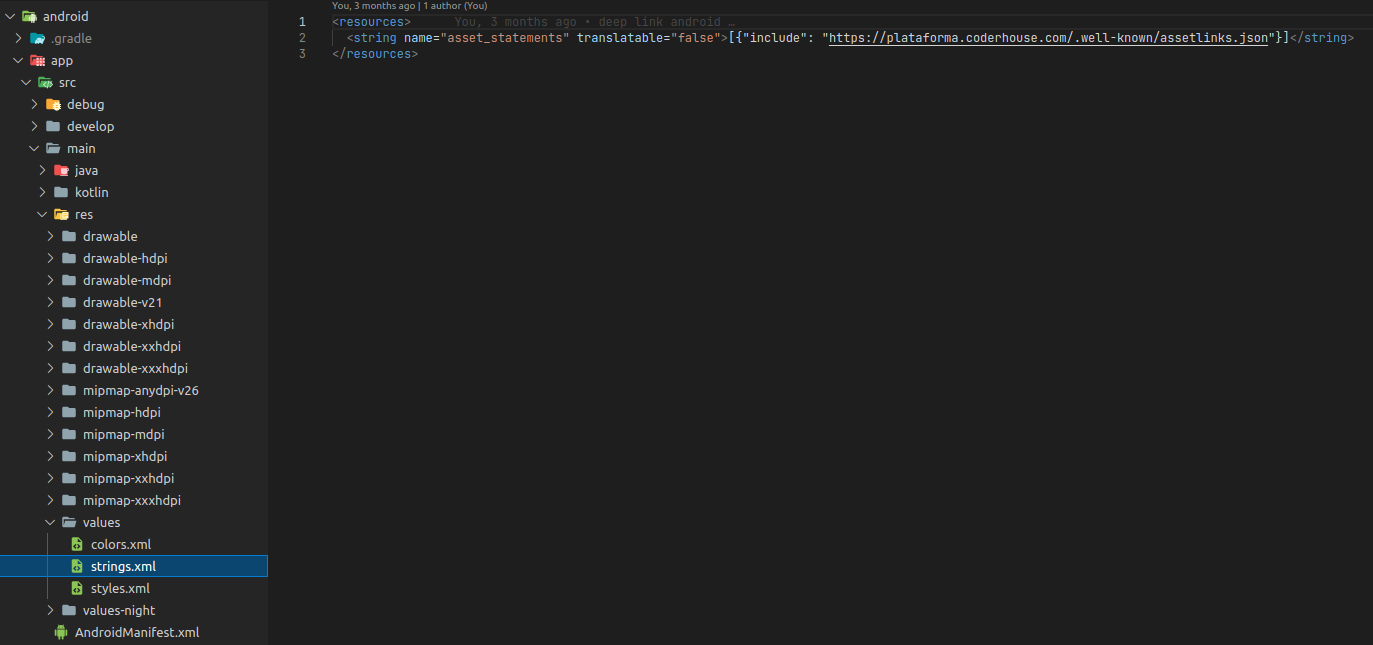 android
.gradle
app
src
debug
develop
main
java
kotlin
res
drawable
drawable-hdpi
drawable-mdpi
drawable-v21
drawable-xhdpi
drawable-xxhdpi
drawable-xxxhdpi
mipmap-anydpi-v26
mipmap-hdpi
mipmap-mdpi
mipmap-xhdpi
mipmap-xxhdpi
mipmap-xxxhdpi
values
colors.xml
strings.xml
styles.xml
values-night
AndroidManifest.xml
You, 3 months ago | 1 author (You)
1 <resources> You, 3 months ago • deep link android …
2 <string name="asset_statements" translatable="false">[{"include": "https://plataforma.coderhouse.com/.well-known/assetlinks.json"}]</string>
3 </resources>